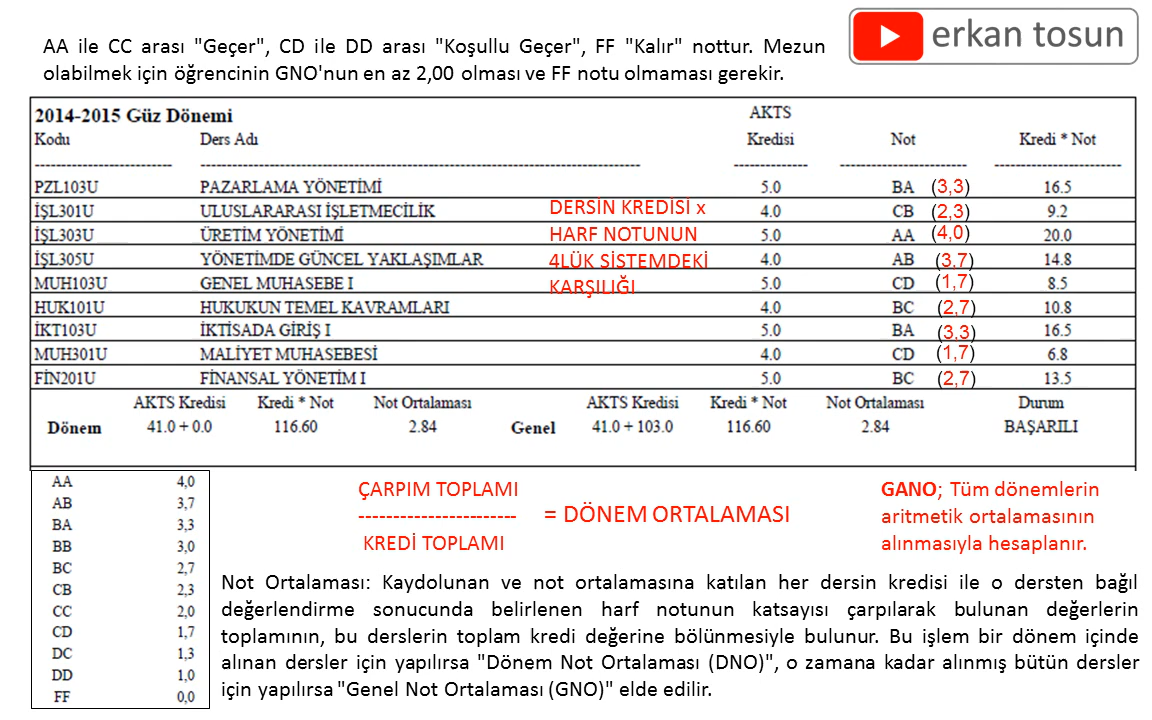 erkan tosun
AA ile CC arası "Geçer", CD ile DD arası "Koşullu Geçer", FF "Kalır" nottur. Mezun
olabilmek için öğrencinin GNO'nun en az 2,00 olması ve FF notu olmaması gerekir.
2014-2015 Güz Dönemi AKTS
Kodu Ders Adı Kredisi Not Kredi * Not
PZL103U PAZARLAMA YÖNETİMİ 5.0 BA (3,3) 16.5
İŞL301U ULUSLARARASI İŞLETMECİLİK 4.0 CB (2,3) 9.2
İŞL303U ÜRETİM YÖNETİMİ 5.0 AA (4,0) 20.0
İŞL305U YÖNETİMDE GÜNCEL YAKLAŞIMLAR 4.0 AB (3,7) 14.8
MUH103U GENEL MUHASEBE I 5.0 CD (1,7) 8.5
HUK101U HUKUKUN TEMEL KAVRAMLARI 4.0 BC (2,7) 10.8
İKT103U İKTİSADA GİRİŞ I 5.0 BA (3,3) 16.5
MUH301U MALİYET MUHASEBESİ 4.0 CD (1,7) 6.8
FİN201U FİNANSAL YÖNETİM I 5.0 BC (2,7) 13.5
DERSİN KREDİSİ x
HARF NOTUNUN
4LÜK SİSTEMDEKİ
KARŞILIĞI
AKTS Kredisi Kredi * Not Not Ortalaması AKTS Kredisi Kredi * Not Not Ortalaması Durum
Dönem 41.0 + 0.0 116.60 2.84 Genel 41.0 + 103.0 116.60 2.84 BAŞARILI
AA 4,0
AB 3,7
BA 3,3
BB 3,0
BC 2,7
CB 2,3
CC 2,0
CD 1,7
DC 1,3
DD 1,0
FF 0,0
ÇARPIM TOPLAMI
----------------------- = DÖNEM ORTALAMASI
KREDİ TOPLAMI
GANO; Tüm dönemlerin
aritmetik ortalamasının
alınmasıyla hesaplanır.
Not Ortalaması: Kaydolunan ve not ortalamasına katılan her dersin kredisi ile o dersten bağıl
değerlendirme sonucunda belirlenen harf notunun katsayısı çarpılarak bulunan değerlerin
toplamının, bu derslerin toplam kredi değerine bölünmesiyle bulunur. Bu işlem bir dönem içinde
alınan dersler için yapılırsa "Dönem Not Ortalaması (DNO)", o zamana kadar alınmış bütün dersler
için yapılırsa "Genel Not Ortalaması (GNO)" elde edilir.